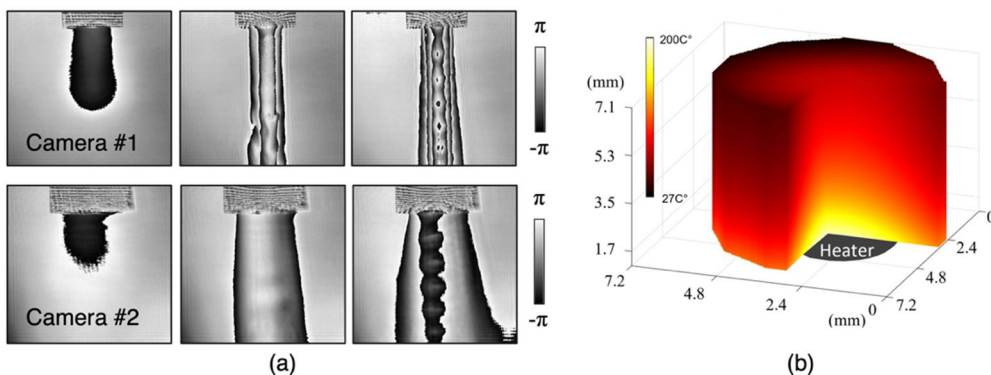 π
Camera #1
-π
π
Camera #2
-π
(a)
200C°
(mm)
7.1
5.3
3.5
1.7
27C°
Heater
0
2.4
4.8
7.2
7.2
4.8
2.4
0
(mm)
(b)